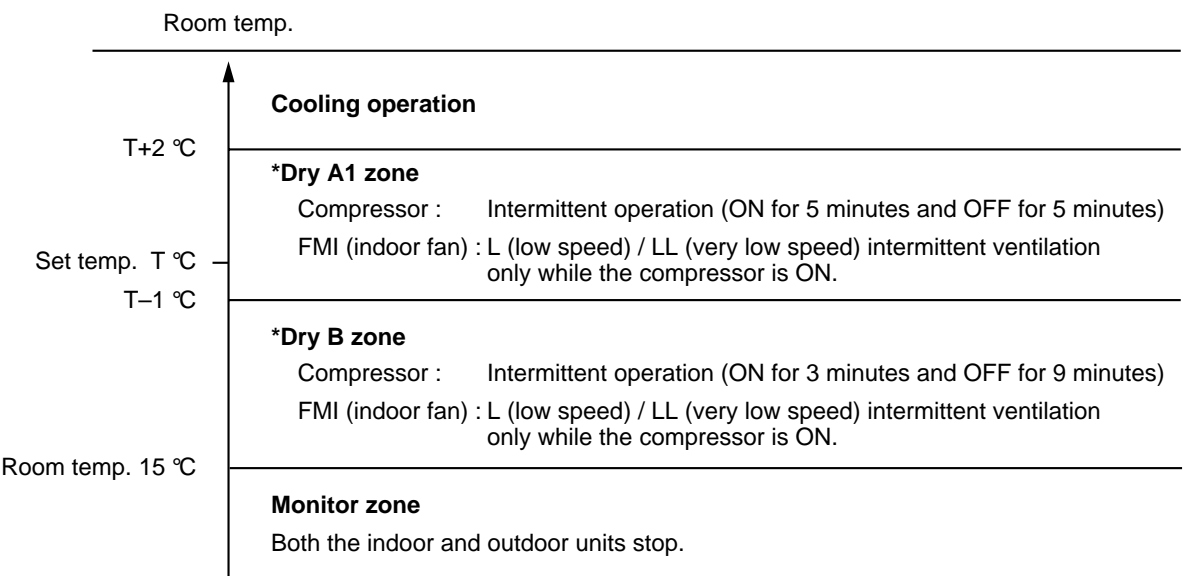 Room temp.
Cooling operation
T+2 °C
*Dry A1 zone
Compressor : Intermittent operation (ON for 5 minutes and OFF for 5 minutes)
FMI (indoor fan) : L (low speed) / LL (very low speed) intermittent ventilation
only while the compressor is ON.
Set temp. T °C
T–1 °C
*Dry B zone
Compressor : Intermittent operation (ON for 3 minutes and OFF for 9 minutes)
FMI (indoor fan) : L (low speed) / LL (very low speed) intermittent ventilation
only while the compressor is ON.
Room temp. 15 °C
Monitor zone
Both the indoor and outdoor units stop.